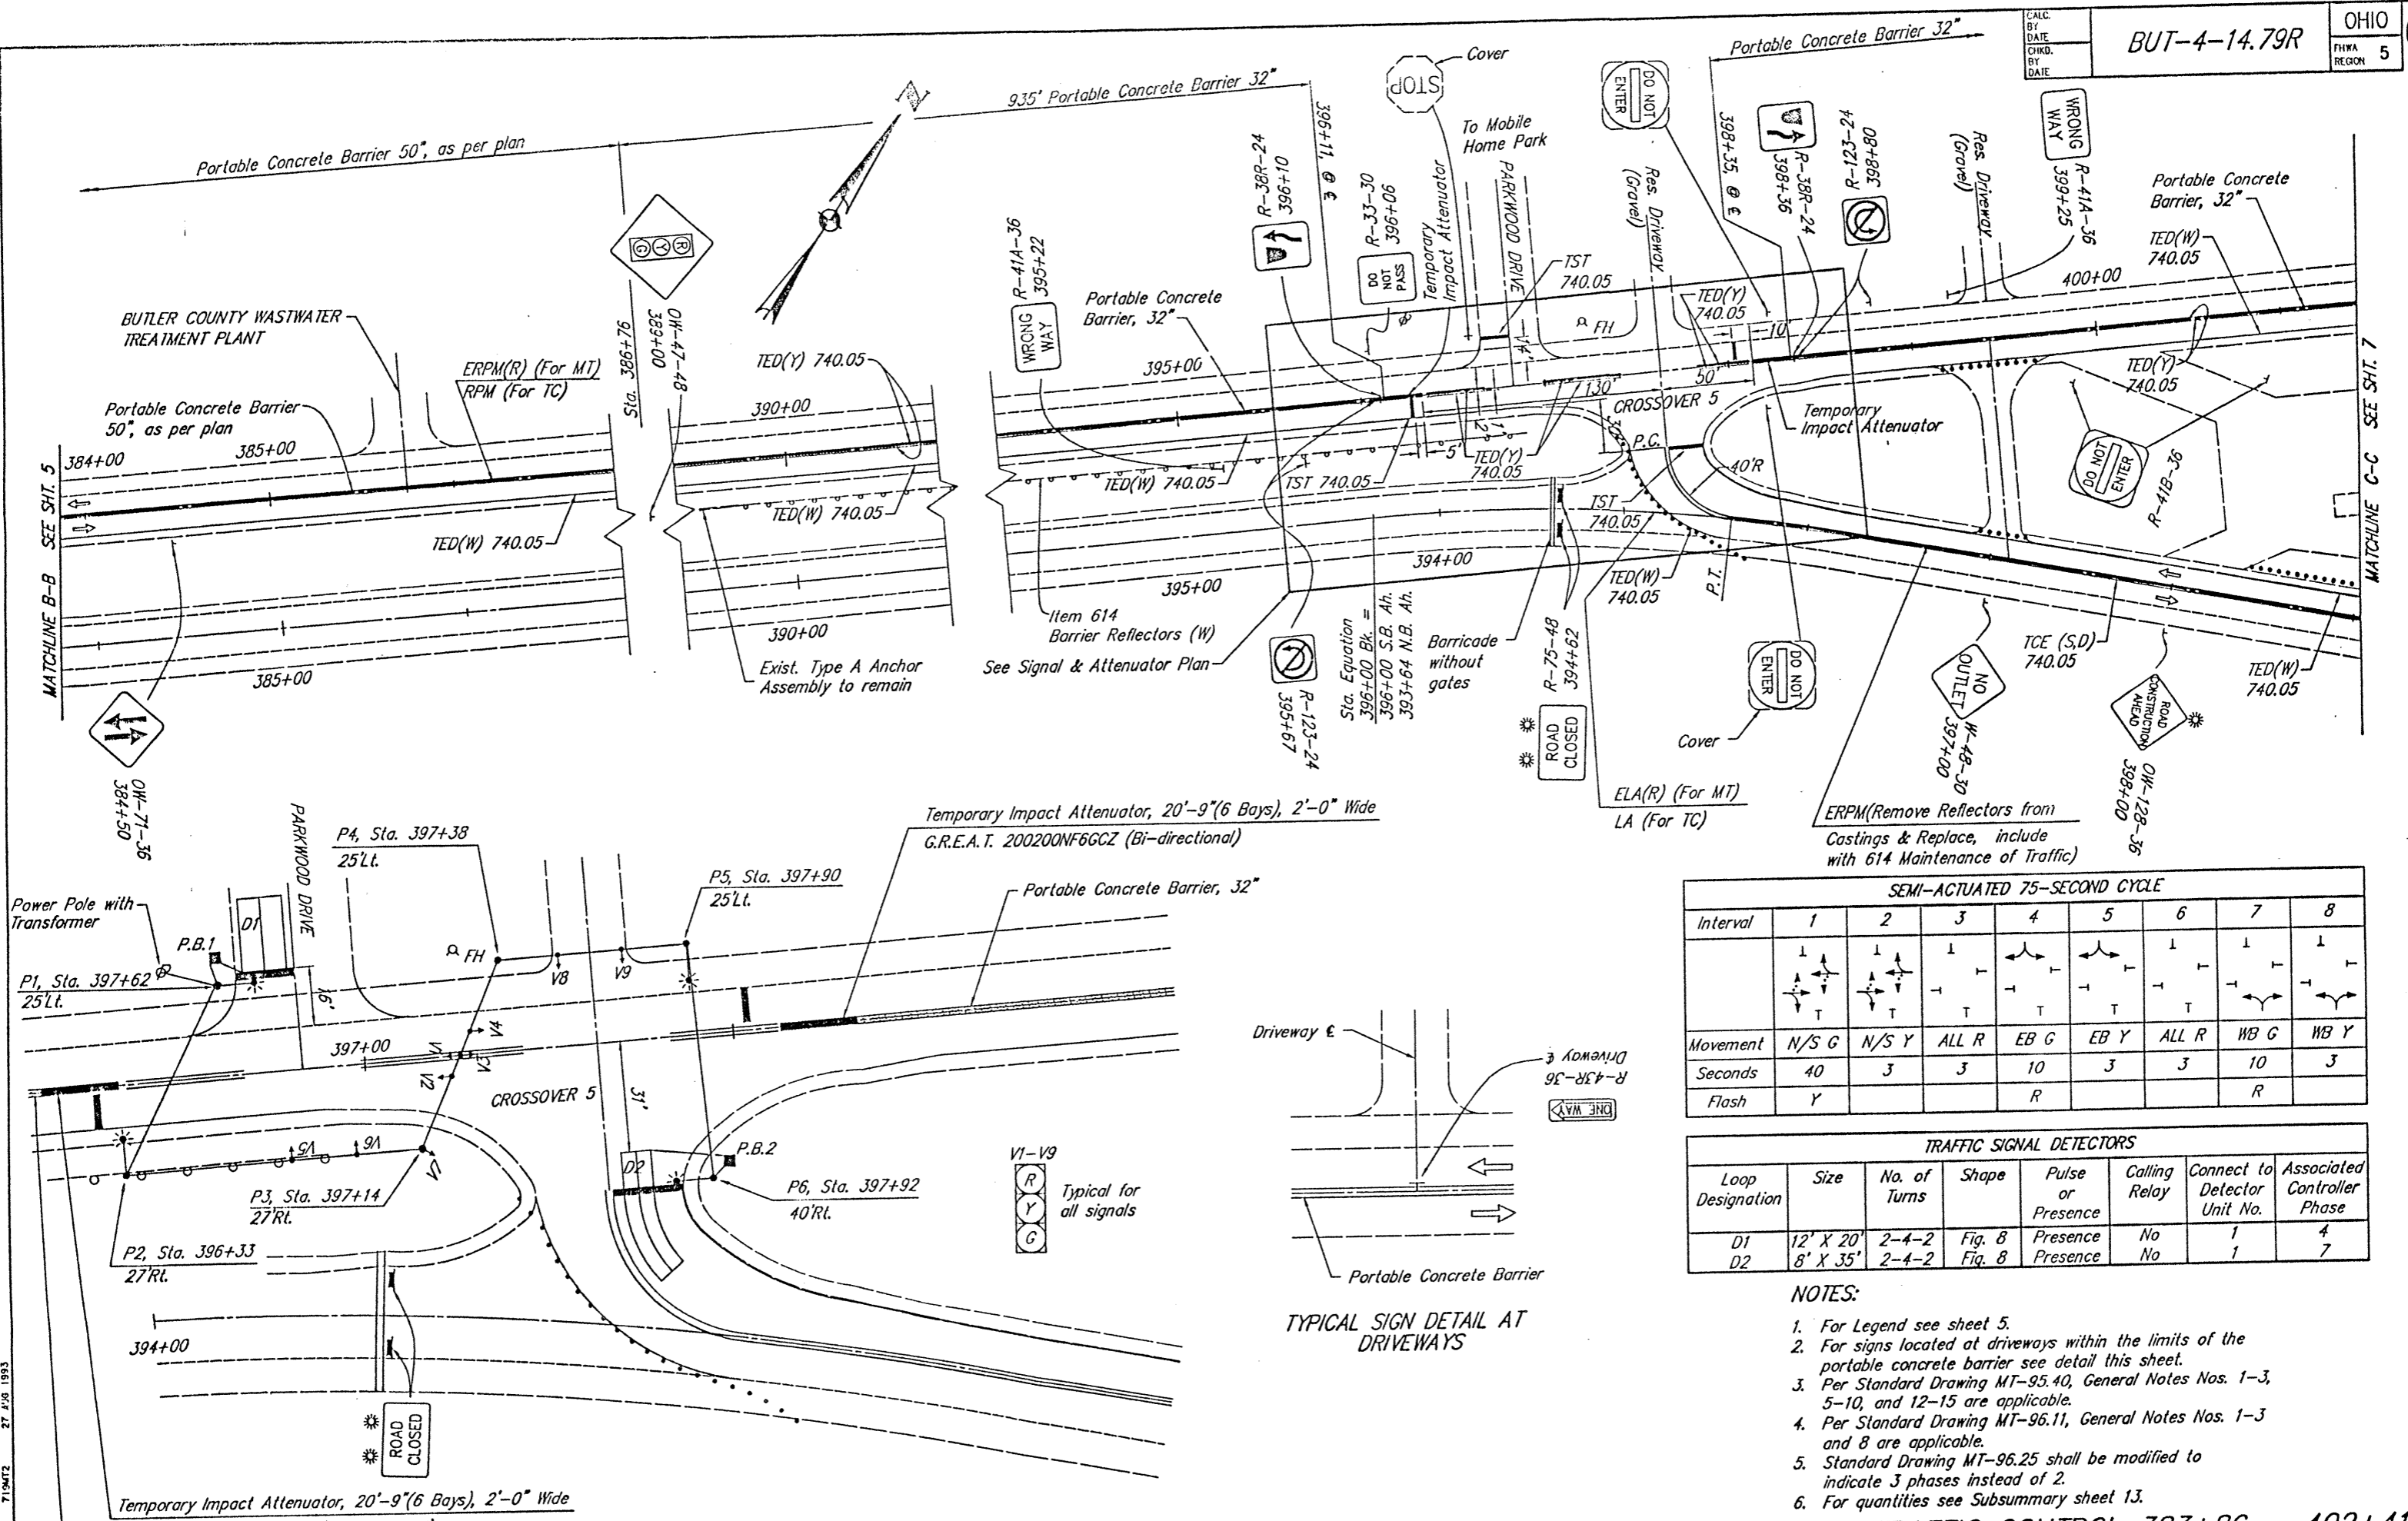 CALC.
BY
DATE
CHKD.
BY
DATE
BUT-4-14.79R
OHIO
FHWA
REGION 5
Portable Concrete Barrier 50", as per plan
935' Portable Concrete Barrier 32"
Portable Concrete Barrier 32"
STOP
Cover
DO NOT
ENTER
To Mobile
Home Park
PARKWOOD DRIVE
Res. Driveway
(Gravel)
396+11, @ ℄
398+35, @ ℄
R-38R-24
396+10
R-33-30
396+06
DO
NOT
PASS
Temporary
Impact Attenuator
R-38R-24
398+36
R-123-24
398+80
Res. Driveway
(Gravel)
WRONG
WAY
R-41A-36
399+25
Portable Concrete
Barrier, 32"
TED(W)
740.05
BUTLER COUNTY WASTWATER
TREATMENT PLANT
R
Y
G
Sta. 386+76
OW-47-48
389+00
WRONG
WAY
R-41A-36
395+22
Portable Concrete
Barrier, 32"
TST
740.05
FH
TED(Y)
740.05
10'
400+00
ERPM(R) (For MT)
RPM (For TC)
TED(Y) 740.05
Portable Concrete Barrier
50", as per plan
384+00
385+00
390+00
395+00
130'
50'
CROSSOVER 5
Temporary
Impact Attenuator
TED(Y)
740.05
DO NOT
ENTER
R-41B-36
MATCHLINE B-B SEE SHT. 5
MATCHLINE C-C SEE SHT. 7
TED(W) 740.05
TED(W) 740.05
TED(W) 740.05
TST 740.05
5'
TED(Y)
740.05
P.C.
40'R
TST
740.05
TED(W)
740.05
P.T.
385+00
390+00
395+00
394+00
Exist. Type A Anchor
Assembly to remain
Item 614
Barrier Reflectors (W)
See Signal & Attenuator Plan
R-123-24
395+67
Sta. Equation
396+00 Bk. =
396+00 S.B. Ah.
393+64 N.B. Ah.
Barricade
without
gates
R-75-48
394+62
ROAD
CLOSED
ELA(R) (For MT)
LA (For TC)
DO NOT
ENTER
Cover
NO
OUTLET
W-48-30
397+00
TCE (S,D)
740.05
ROAD
CONSTRUCTION
AHEAD
OW-128-36
398+00
TED(W)
740.05
ERPM(Remove Reflectors from
Castings & Replace, include
with 614 Maintenance of Traffic)
OW-71-36
384+50
PARKWOOD DRIVE
P4, Sta. 397+38
25'Lt.
Temporary Impact Attenuator, 20'-9"(6 Bays), 2'-0" Wide
G.R.E.A.T. 200200NF6GCZ (Bi-directional)
P5, Sta. 397+90
25'Lt.
Portable Concrete Barrier, 32"
Power Pole with
Transformer
P.B.1
D1
P1, Sta. 397+62
25'Lt.
FH
V8
V9
V4
V1
V3
V2
397+00
CROSSOVER 5
31'
V5
V6
V7
D2
P.B.2
P3, Sta. 397+14
27'Rt.
P6, Sta. 397+92
40'Rt.
P2, Sta. 396+33
27'Rt.
V1-V9
R
Y
G
Typical for
all signals
394+00
ROAD
CLOSED
Temporary Impact Attenuator, 20'-9"(6 Bays), 2'-0" Wide
Driveway ℄
Driveway ℄
R-43R-36
ONE WAY
Portable Concrete Barrier
TYPICAL SIGN DETAIL AT
DRIVEWAYS
SEMI-ACTUATED 75-SECOND CYCLE
Interval 1 2 3 4 5 6 7 8
Movement N/S G N/S Y ALL R EB G EB Y ALL R WB G WB Y
Seconds 40 3 3 10 3 3 10 3
Flash Y R R
TRAFFIC SIGNAL DETECTORS
Loop Designation Size No. of Turns Shape Pulse or Presence Calling Relay Connect to Detector Unit No. Associated Controller Phase
D1 12' X 20' 2-4-2 Fig. 8 Presence No 1 4
D2 8' X 35' 2-4-2 Fig. 8 Presence No 1 7
NOTES:
1. For Legend see sheet 5.
2. For signs located at driveways within the limits of the
portable concrete barrier see detail this sheet.
3. Per Standard Drawing MT-95.40, General Notes Nos. 1-3,
5-10, and 12-15 are applicable.
4. Per Standard Drawing MT-96.11, General Notes Nos. 1-3
and 8 are applicable.
5. Standard Drawing MT-96.25 shall be modified to
indicate 3 phases instead of 2.
6. For quantities see Subsummary sheet 13.
719MT2 27 AUG 1993